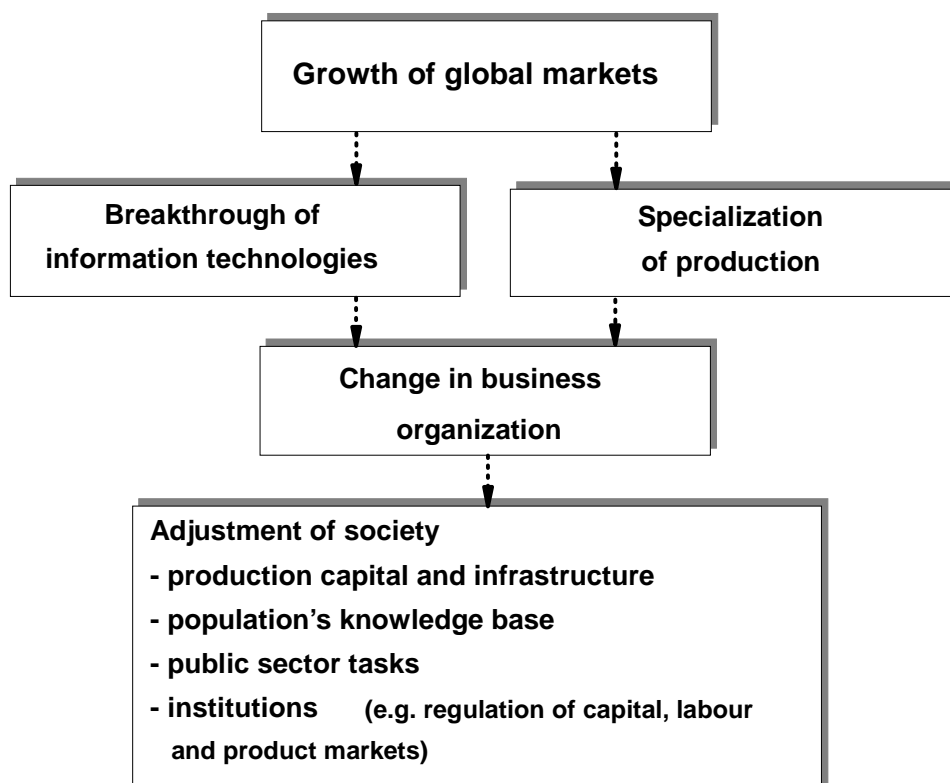 Growth of global markets
Breakthrough of
information technologies
Specialization
of production
Change in business
organization
Adjustment of society
- production capital and infrastructure
- population’s knowledge base
- public sector tasks
- institutions (e.g. regulation of capital, labour
and product markets)